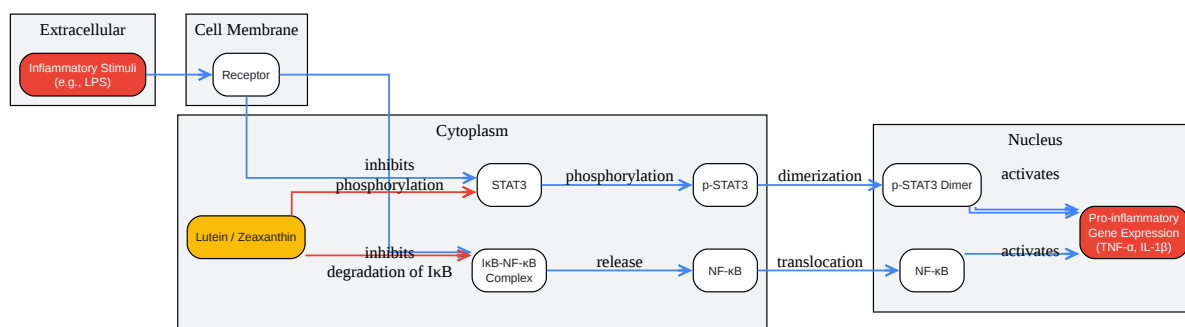 Extracellular
Inflammatory Stimuli
(e.g., LPS)
Cell Membrane
Receptor
Cytoplasm
inhibits
phosphorylation
STAT3
phosphorylation
p-STAT3
dimerization
Lutein / Zeaxanthin
inhibits
degradation of IκB
IκB-NF-κB
Complex
release
NF-κB
translocation
Nucleus
p-STAT3 Dimer
activates
NF-κB
activates
Pro-inflammatory
Gene Expression
(TNF-α, IL-1β)